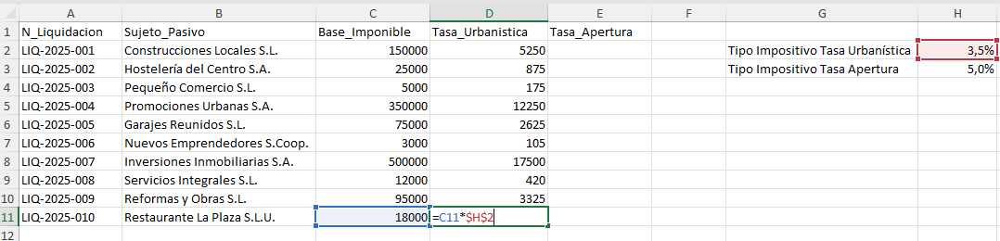 A B C D E F G H
1 N_Liquidacion Sujeto_Pasivo Base_Imponible Tasa_Urbanistica Tasa_Apertura
2 LIQ-2025-001 Construcciones Locales S.L. 150000 5250 Tipo Impositivo Tasa Urbanística 3,5%
3 LIQ-2025-002 Hostelería del Centro S.A. 25000 875 Tipo Impositivo Tasa Apertura 5,0%
4 LIQ-2025-003 Pequeño Comercio S.L. 5000 175
5 LIQ-2025-004 Promociones Urbanas S.A. 350000 12250
6 LIQ-2025-005 Garajes Reunidos S.L. 75000 2625
7 LIQ-2025-006 Nuevos Emprendedores S.Coop. 3000 105
8 LIQ-2025-007 Inversiones Inmobiliarias S.A. 500000 17500
9 LIQ-2025-008 Servicios Integrales S.L. 12000 420
10 LIQ-2025-009 Reformas y Obras S.L. 95000 3325
11 LIQ-2025-010 Restaurante La Plaza S.L.U. 18000 =C11*$H$2
12